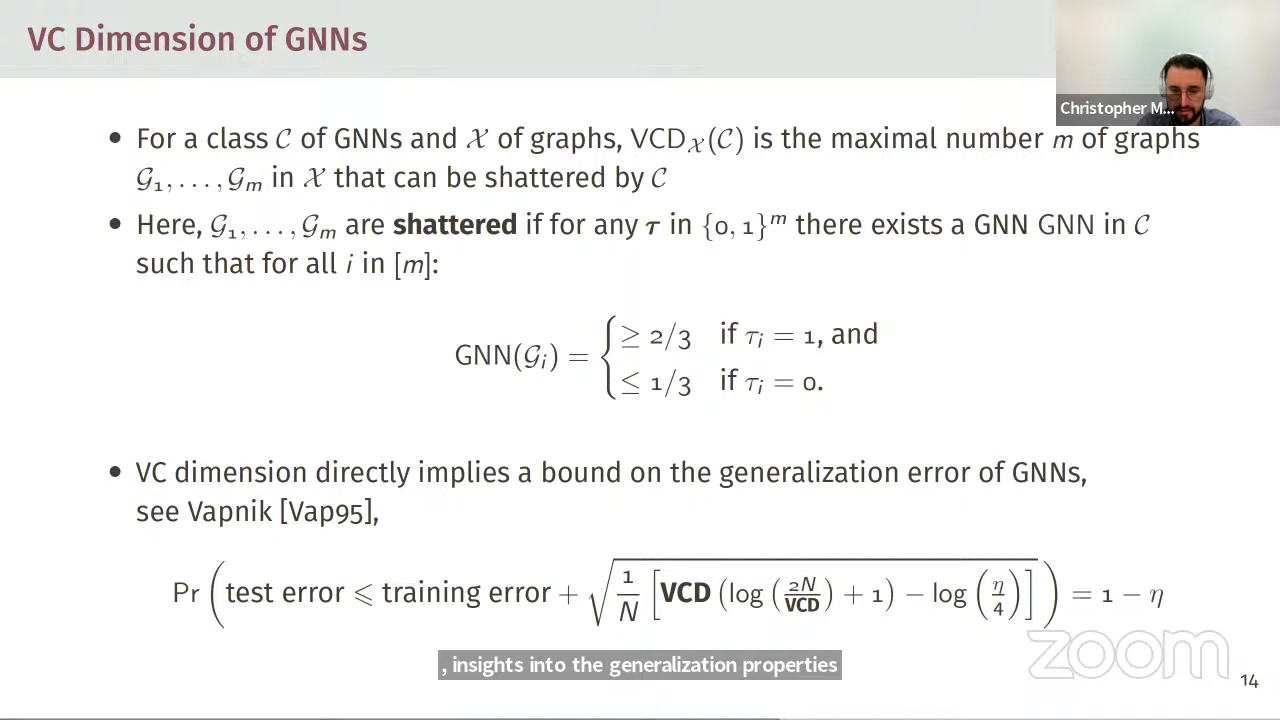 VC Dimension of GNNs
Christopher M...
• For a class 𝒞 of GNNs and 𝒳 of graphs, VCD_𝒳(𝒞) is the maximal number m of graphs
𝒢₁, …, 𝒢ₘ in 𝒳 that can be shattered by 𝒞
• Here, 𝒢₁, …, 𝒢ₘ are shattered if for any τ in {0, 1}ᵐ there exists a GNN GNN in 𝒞
such that for all i in [m]:
GNN(𝒢ᵢ) = { ≥ 2/3 if τᵢ = 1, and
≤ 1/3 if τᵢ = 0.
• VC dimension directly implies a bound on the generalization error of GNNs,
see Vapnik [Vap95],
Pr(test error ⩽ training error + √(1/N [VCD (log (2N/VCD) + 1) − log (η/4)])) = 1 − η
, insights into the generalization properties
zoom
14